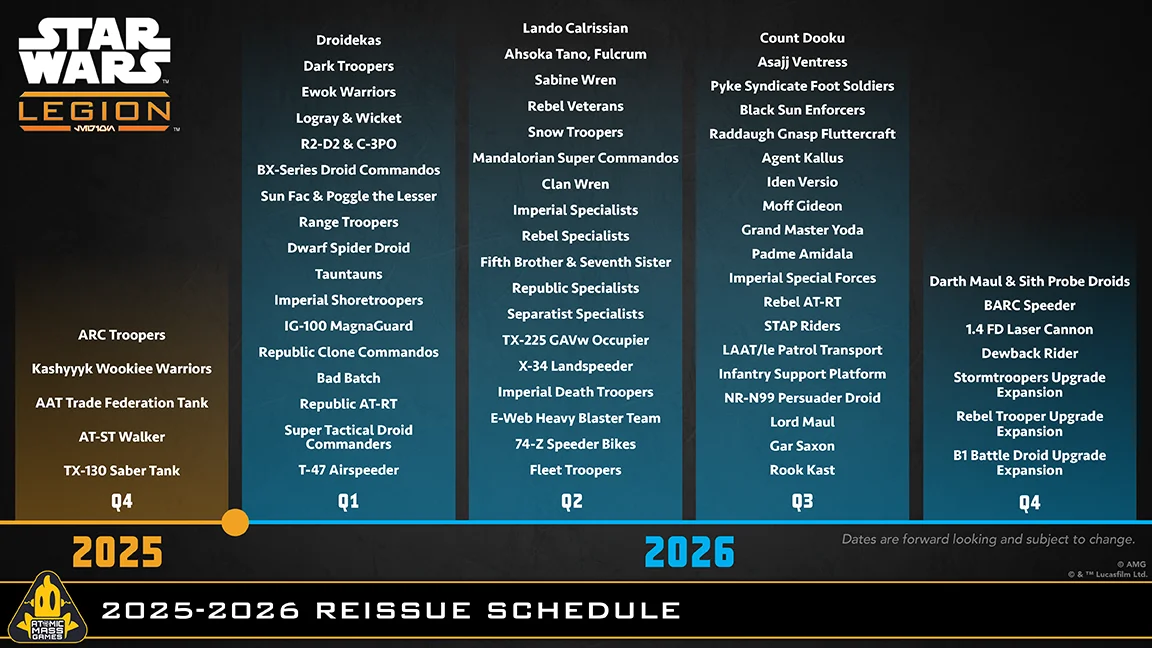 STAR
WARS™
LEGION™
ARC Troopers
Kashyyyk Wookiee Warriors
AAT Trade Federation Tank
AT-ST Walker
TX-130 Saber Tank
Q4
Droidekas
Dark Troopers
Ewok Warriors
Logray & Wicket
R2-D2 & C-3PO
BX-Series Droid Commandos
Sun Fac & Poggle the Lesser
Range Troopers
Dwarf Spider Droid
Tauntauns
Imperial Shoretroopers
IG-100 MagnaGuard
Republic Clone Commandos
Bad Batch
Republic AT-RT
Super Tactical Droid
Commanders
T-47 Airspeeder
Q1
Lando Calrissian
Ahsoka Tano, Fulcrum
Sabine Wren
Rebel Veterans
Snow Troopers
Mandalorian Super Commandos
Clan Wren
Imperial Specialists
Rebel Specialists
Fifth Brother & Seventh Sister
Republic Specialists
Separatist Specialists
TX-225 GAVw Occupier
X-34 Landspeeder
Imperial Death Troopers
E-Web Heavy Blaster Team
74-Z Speeder Bikes
Fleet Troopers
Q2
Count Dooku
Asajj Ventress
Pyke Syndicate Foot Soldiers
Black Sun Enforcers
Raddaugh Gnasp Fluttercraft
Agent Kallus
Iden Versio
Moff Gideon
Grand Master Yoda
Padme Amidala
Imperial Special Forces
Rebel AT-RT
STAP Riders
LAAT/le Patrol Transport
Infantry Support Platform
NR-N99 Persuader Droid
Lord Maul
Gar Saxon
Rook Kast
Q3
Darth Maul & Sith Probe Droids
BARC Speeder
1.4 FD Laser Cannon
Dewback Rider
Stormtroopers Upgrade
Expansion
Rebel Trooper Upgrade
Expansion
B1 Battle Droid Upgrade
Expansion
Q4
2025
2026
Dates are forward looking and subject to change.
© AMG
© & ™ Lucasfilm Ltd.
ATOMIC
MASS
GAMES
2025-2026 REISSUE SCHEDULE